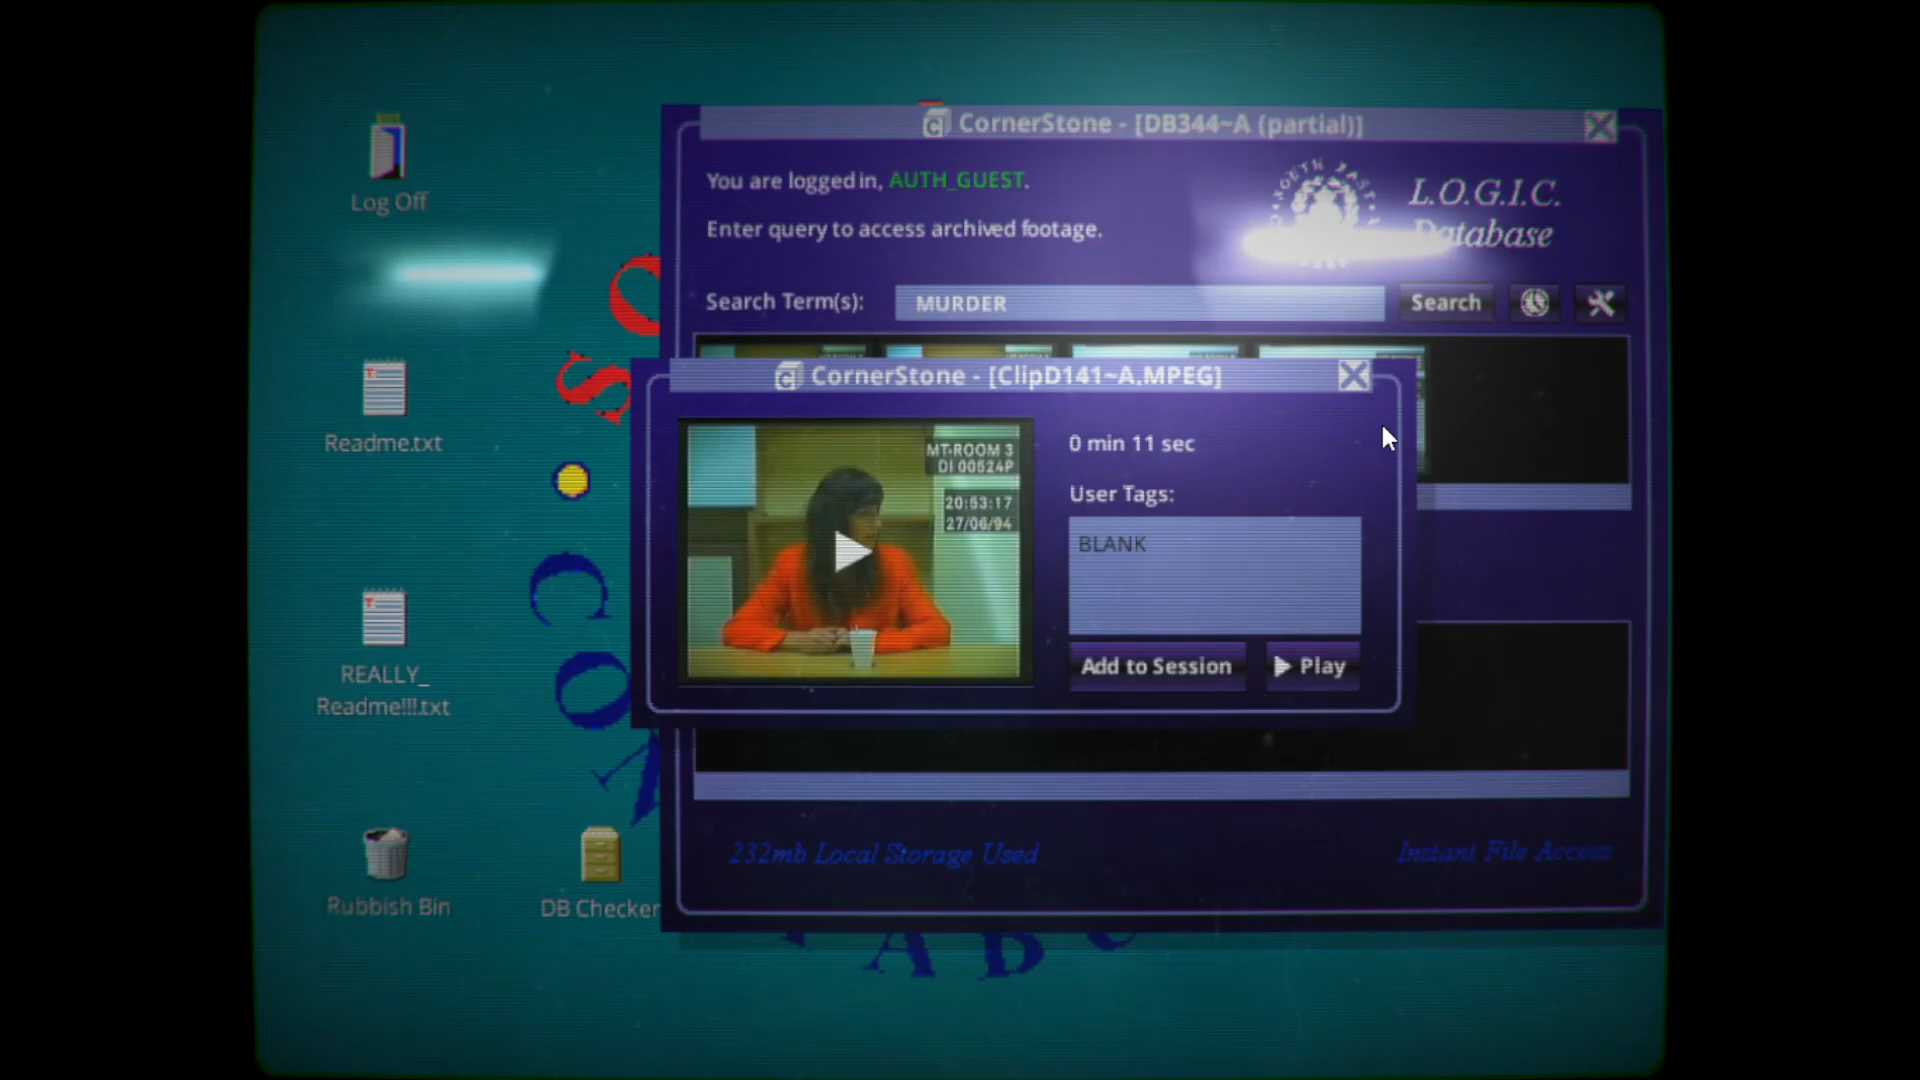 CornerStone - [DB344~A (partial)]
You are logged in, AUTH_GUEST.
Enter query to access archived footage.
SOUTH EAST
L.O.G.I.C.
Database
Search Term(s):
MURDER
Search
CornerStone - [ClipD141~A.MPEG]
MT-ROOM 3
DI 00524P
20:53:17
27/06/94
0 min 11 sec
User Tags:
BLANK
Add to Session
Play
232mb Local Storage Used
Instant File Access
Log Off
Readme.txt
REALLY_
Readme!!!.txt
Rubbish Bin
DB Checker